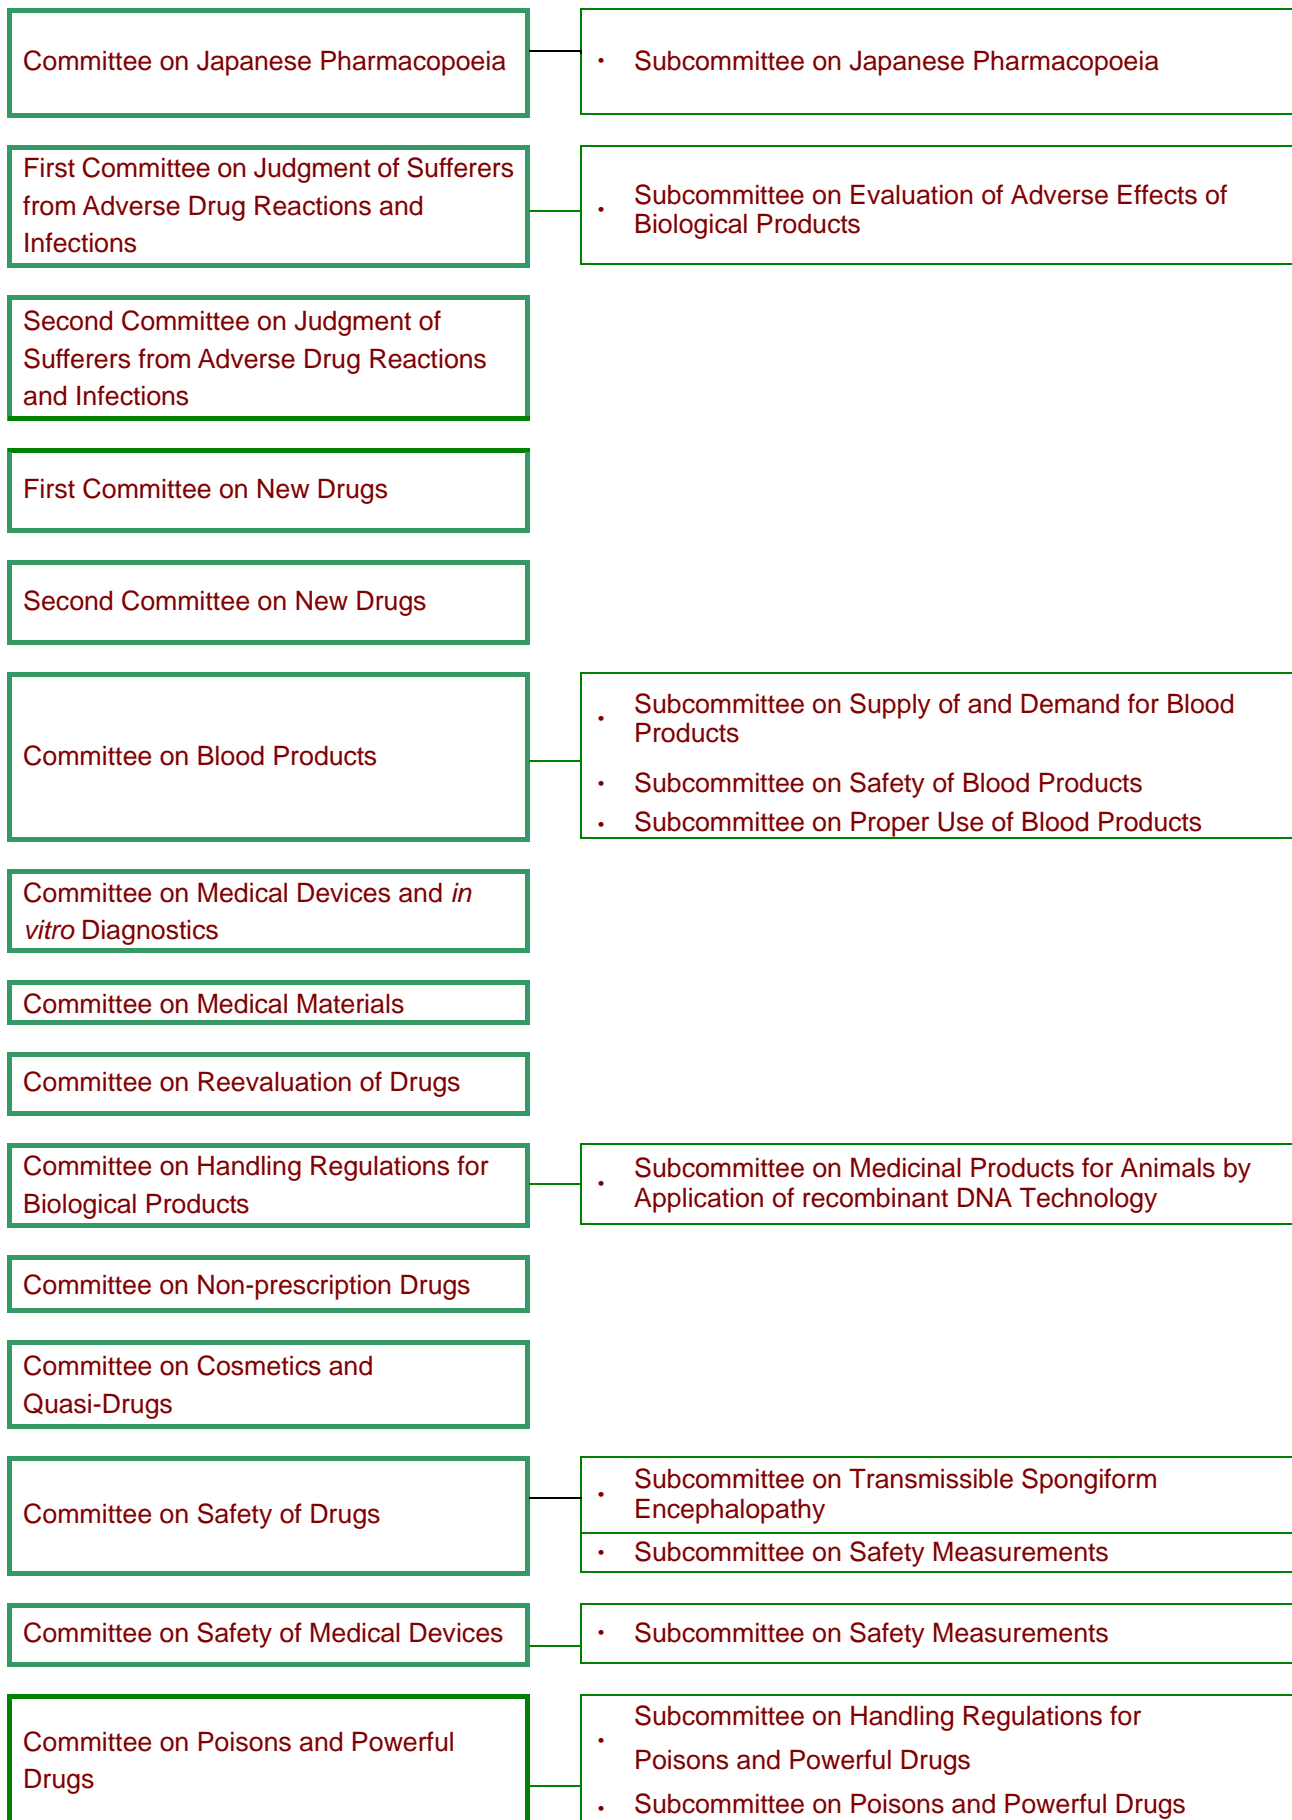 Committee on Japanese Pharmacopoeia
・ Subcommittee on Japanese Pharmacopoeia
First Committee on Judgment of Sufferers
from Adverse Drug Reactions and
Infections
・ Subcommittee on Evaluation of Adverse Effects of
Biological Products
Second Committee on Judgment of
Sufferers from Adverse Drug Reactions
and Infections
First Committee on New Drugs
Second Committee on New Drugs
Committee on Blood Products
・ Subcommittee on Supply of and Demand for Blood
Products
・ Subcommittee on Safety of Blood Products
・ Subcommittee on Proper Use of Blood Products
Committee on Medical Devices and in
vitro Diagnostics
Committee on Medical Materials
Committee on Reevaluation of Drugs
Committee on Handling Regulations for
Biological Products
・ Subcommittee on Medicinal Products for Animals by
Application of recombinant DNA Technology
Committee on Non-prescription Drugs
Committee on Cosmetics and
Quasi-Drugs
Committee on Safety of Drugs
・ Subcommittee on Transmissible Spongiform
Encephalopathy
・ Subcommittee on Safety Measurements
Committee on Safety of Medical Devices
・ Subcommittee on Safety Measurements
Committee on Poisons and Powerful
Drugs
・ Subcommittee on Handling Regulations for
Poisons and Powerful Drugs
・ Subcommittee on Poisons and Powerful Drugs